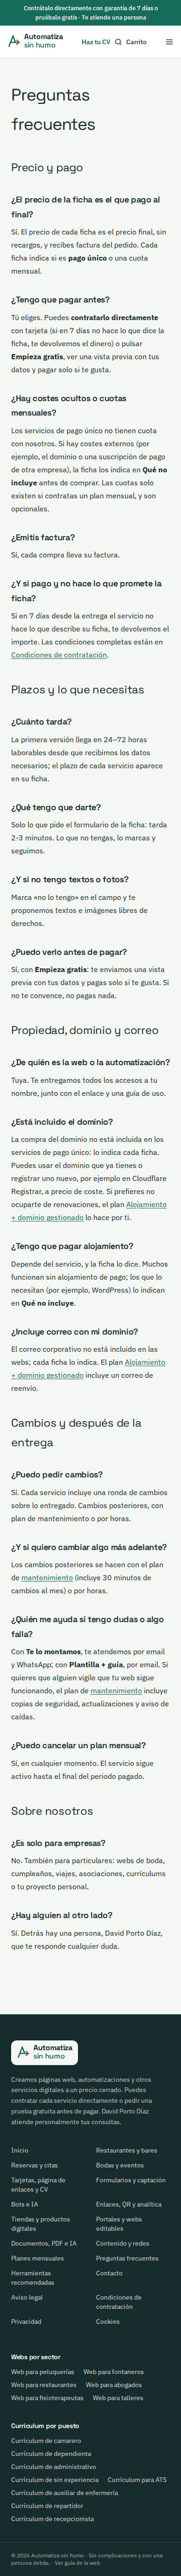 Contrátalo directamente con garantía de 7 días o
pruébalo gratis · Te atiende una persona
Automatiza
sin humo
Haz tu CV
Carrito
Preguntas
frecuentes
Precio y pago
¿El precio de la ficha es el que pago al
final?
Sí. El precio de cada ficha es el precio final, sin
recargos, y recibes factura del pedido. Cada
ficha indica si es pago único o una cuota
mensual.
¿Tengo que pagar antes?
Tú eliges. Puedes contratarlo directamente
con tarjeta (si en 7 días no hace lo que dice la
ficha, te devolvemos el dinero) o pulsar
Empieza gratis, ver una vista previa con tus
datos y pagar solo si te gusta.
¿Hay costes ocultos o cuotas
mensuales?
Los servicios de pago único no tienen cuota
con nosotros. Si hay costes externos (por
ejemplo, el dominio o una suscripción de pago
de otra empresa), la ficha los indica en Qué no
incluye antes de comprar. Las cuotas solo
existen si contratas un plan mensual, y son
opcionales.
¿Emitís factura?
Sí, cada compra lleva su factura.
¿Y si pago y no hace lo que promete la
ficha?
Si en 7 días desde la entrega el servicio no
hace lo que describe su ficha, te devolvemos el
importe. Las condiciones completas están en
Condiciones de contratación.
Plazos y lo que necesitas
¿Cuánto tarda?
La primera versión llega en 24–72 horas
laborables desde que recibimos los datos
necesarios; el plazo de cada servicio aparece
en su ficha.
¿Qué tengo que darte?
Solo lo que pide el formulario de la ficha: tarda
2-3 minutos. Lo que no tengas, lo marcas y
seguimos.
¿Y si no tengo textos o fotos?
Marca «no lo tengo» en el campo y te
proponemos textos e imágenes libres de
derechos.
¿Puedo verlo antes de pagar?
Sí, con Empieza gratis: te enviamos una vista
previa con tus datos y pagas solo si te gusta. Si
no te convence, no pagas nada.
Propiedad, dominio y correo
¿De quién es la web o la automatización?
Tuya. Te entregamos todos los accesos a tu
nombre, junto con el enlace y una guía de uso.
¿Está incluido el dominio?
La compra del dominio no está incluida en los
servicios de pago único: lo indica cada ficha.
Puedes usar el dominio que ya tienes o
registrar uno nuevo, por ejemplo en Cloudflare
Registrar, a precio de coste. Si prefieres no
ocuparte de renovaciones, el plan Alojamiento
+ dominio gestionado lo hace por ti.
¿Tengo que pagar alojamiento?
Depende del servicio, y la ficha lo dice. Muchos
funcionan sin alojamiento de pago; los que lo
necesitan (por ejemplo, WordPress) lo indican
en Qué no incluye.
¿Incluye correo con mi dominio?
El correo corporativo no está incluido en las
webs; cada ficha lo indica. El plan Alojamiento
+ dominio gestionado incluye un correo de
reenvío.
Cambios y después de la
entrega
¿Puedo pedir cambios?
Sí. Cada servicio incluye una ronda de cambios
sobre lo entregado. Cambios posteriores, con
plan de mantenimiento o por horas.
¿Y si quiero cambiar algo más adelante?
Los cambios posteriores se hacen con el plan
de mantenimiento (incluye 30 minutos de
cambios al mes) o por horas.
¿Quién me ayuda si tengo dudas o algo
falla?
Con Te lo montamos, te atendemos por email
y WhatsApp; con Plantilla + guía, por email. Si
quieres que alguien vigile que tu web sigue
funcionando, el plan de mantenimiento incluye
copias de seguridad, actualizaciones y aviso de
caídas.
¿Puedo cancelar un plan mensual?
Sí, en cualquier momento. El servicio sigue
activo hasta el final del periodo pagado.
Sobre nosotros
¿Es solo para empresas?
No. También para particulares: webs de boda,
cumpleaños, viajes, asociaciones, currículums
o tu proyecto personal.
¿Hay alguien al otro lado?
Sí. Detrás hay una persona, David Porto Díaz,
que te responde cualquier duda.
Automatiza
sin humo
Creamos páginas web, automatizaciones y otros
servicios digitales a un precio cerrado. Puedes
contratar cada servicio directamente o pedir una
prueba gratuita antes de pagar. David Porto Díaz
atiende personalmente tus consultas.
Inicio
Restaurantes y bares
Reservas y citas
Bodas y eventos
Tarjetas, página de
enlaces y CV
Formularios y captación
Bots e IA
Enlaces, QR y analítica
Tiendas y productos
digitales
Portales y webs
editables
Documentos, PDF e IA
Contenido y redes
Planes mensuales
Preguntas frecuentes
Herramientas
recomendadas
Contacto
Aviso legal
Condiciones de
contratación
Privacidad
Cookies
Webs por sector
Web para peluquerías
Web para fontaneros
Web para restaurantes
Web para abogados
Web para fisioterapeutas
Web para talleres
Currículum por puesto
Currículum de camarero
Currículum de dependienta
Currículum de administrativo
Currículum de sin experiencia
Currículum para ATS
Currículum de auxiliar de enfermería
Currículum de repartidor
Currículum de recepcionista
© 2026 Automatiza sin humo · Sin complicaciones y con una
persona detrás. · Ver guía de la web